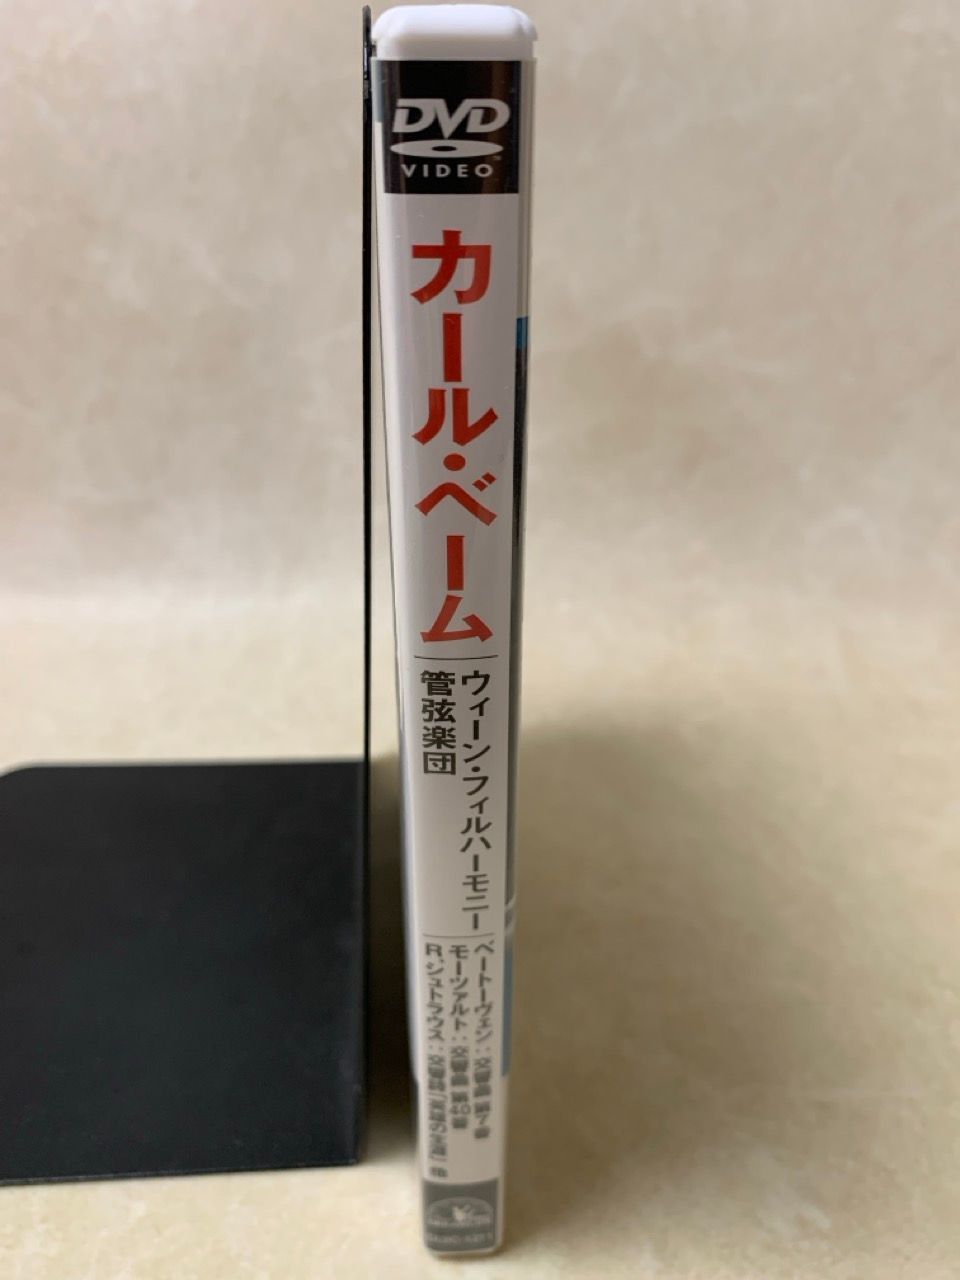 DVD
VIDEO
カール・ベーム
ウィーン・フィルハーモニー
管弦楽団
ベートーヴェン：交響曲 第7番
モーツァルト：交響曲 第40番
R.シュトラウス：交響詩「英雄の生涯」 他